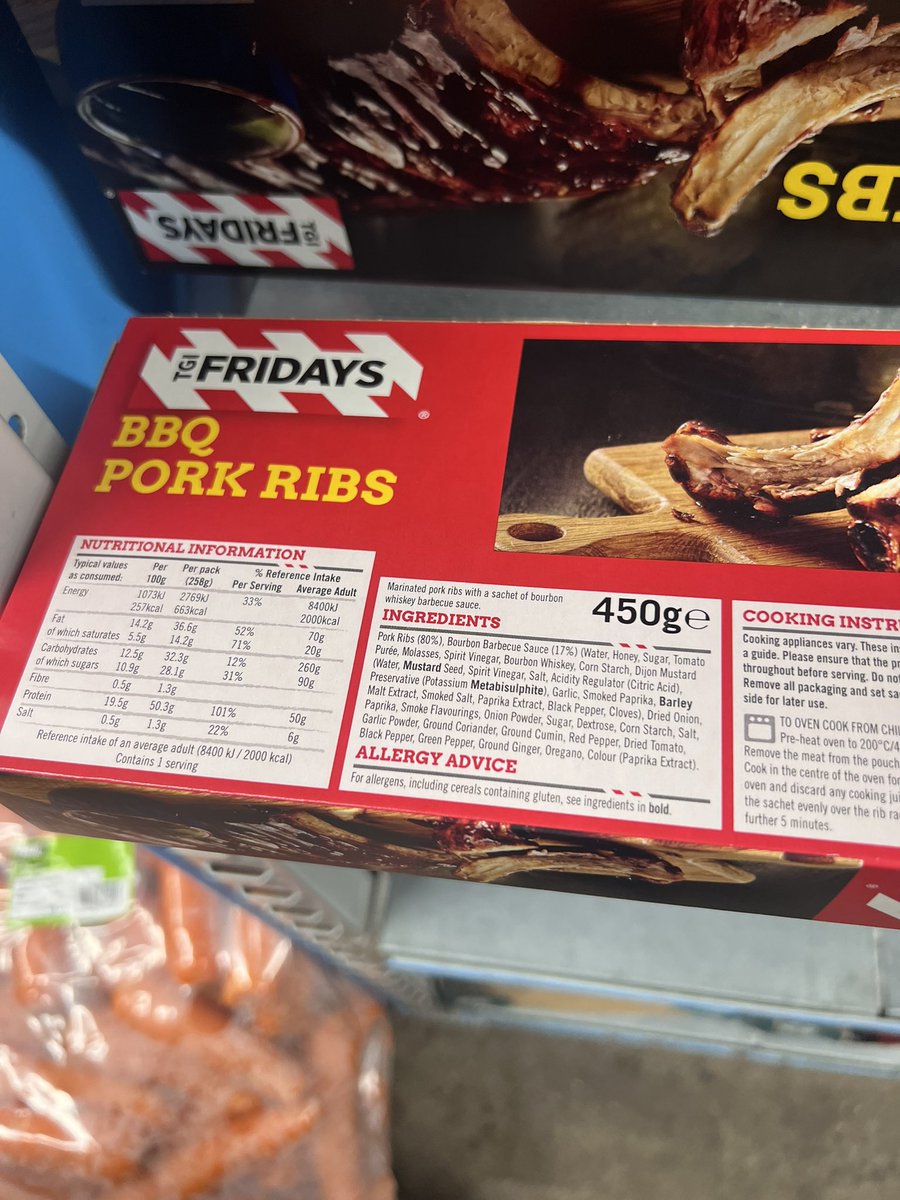 TGI FRIDAYS
IBS
TGI FRIDAYS ®
BBQ
PORK RIBS
NUTRITIONAL INFORMATION
Typical values Per Per pack % Reference Intake
as consumed: 100g (258g) Per Serving Average Adult
Energy 1073kJ 2769kJ 33% 8400kJ
257kcal 663kcal 2000kcal
Fat 14.2g 36.6g 52% 70g
of which saturates 5.5g 14.2g 71% 20g
Carbohydrates 12.5g 32.3g 12% 260g
of which sugars 10.9g 28.1g 31% 90g
Fibre 0.5g 1.3g
Protein 19.5g 50.3g 101% 50g
Salt 0.5g 1.3g 22% 6g
Reference intake of an average adult (8400 kJ / 2000 kcal)
Contains 1 serving
Marinated pork ribs with a sachet of bourbon
whiskey barbecue sauce.
450g℮
INGREDIENTS
Pork Ribs (80%), Bourbon Barbecue Sauce (17%) (Water, Honey, Sugar, Tomato
Purée, Molasses, Spirit Vinegar, Bourbon Whiskey, Corn Starch, Dijon Mustard
(Water, Mustard Seed, Spirit Vinegar, Salt, Acidity Regulator (Citric Acid),
Preservative (Potassium Metabisulphite), Garlic, Smoked Paprika, Barley
Malt Extract, Smoked Salt, Paprika Extract, Black Pepper, Cloves), Dried Onion,
Paprika, Smoke Flavourings, Onion Powder, Sugar, Dextrose, Corn Starch, Salt,
Garlic Powder, Ground Coriander, Ground Cumin, Red Pepper, Dried Tomato,
Black Pepper, Green Pepper, Ground Ginger, Oregano, Colour (Paprika Extract).
ALLERGY ADVICE
For allergens, including cereals containing gluten, see ingredients in bold.
COOKING INSTR
Cooking appliances vary. These in
a guide. Please ensure that the pr
throughout before serving. Do not
Remove all packaging and set sa
side for later use.
TO OVEN COOK FROM CHI
Pre-heat oven to 200°C/4
Remove the meat from the pouch
Cook in the centre of the oven for
oven and discard any cooking jui
the sachet evenly over the rib ra
further 5 minutes.